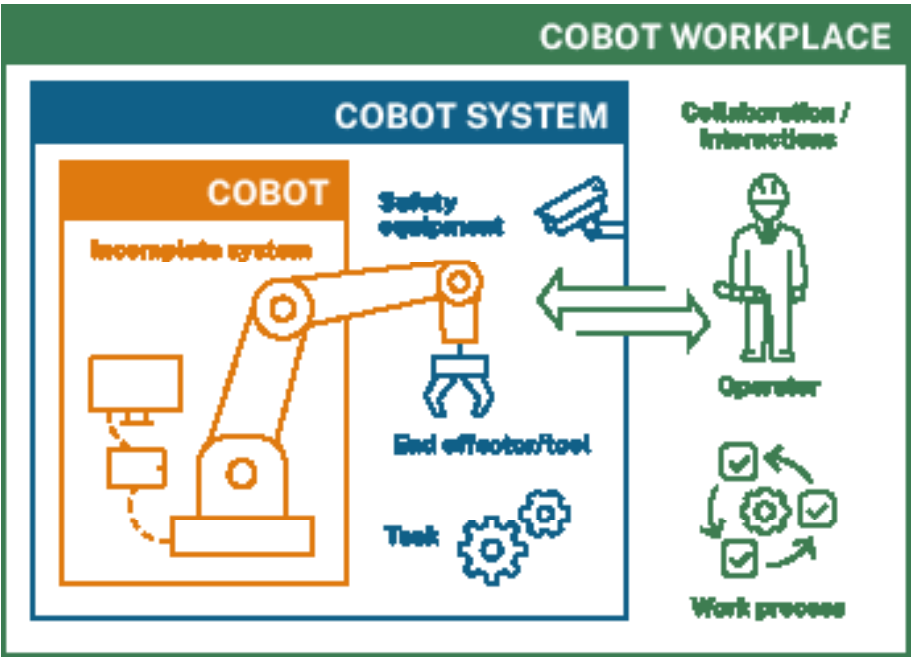 COBOT WORKPLACE
COBOT SYSTEM
Collaboration /
Interactions
COBOT
Safety
equipment
Incomplete system
Operator
End effector/tool
Task
Work process